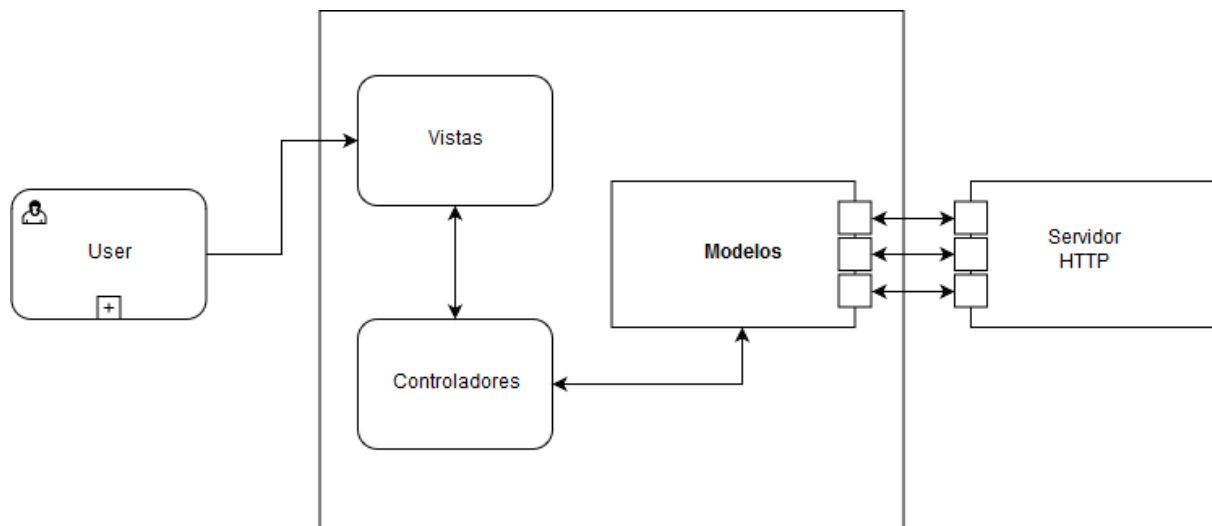 Vistas
User
Modelos
Servidor
HTTP
Controladores